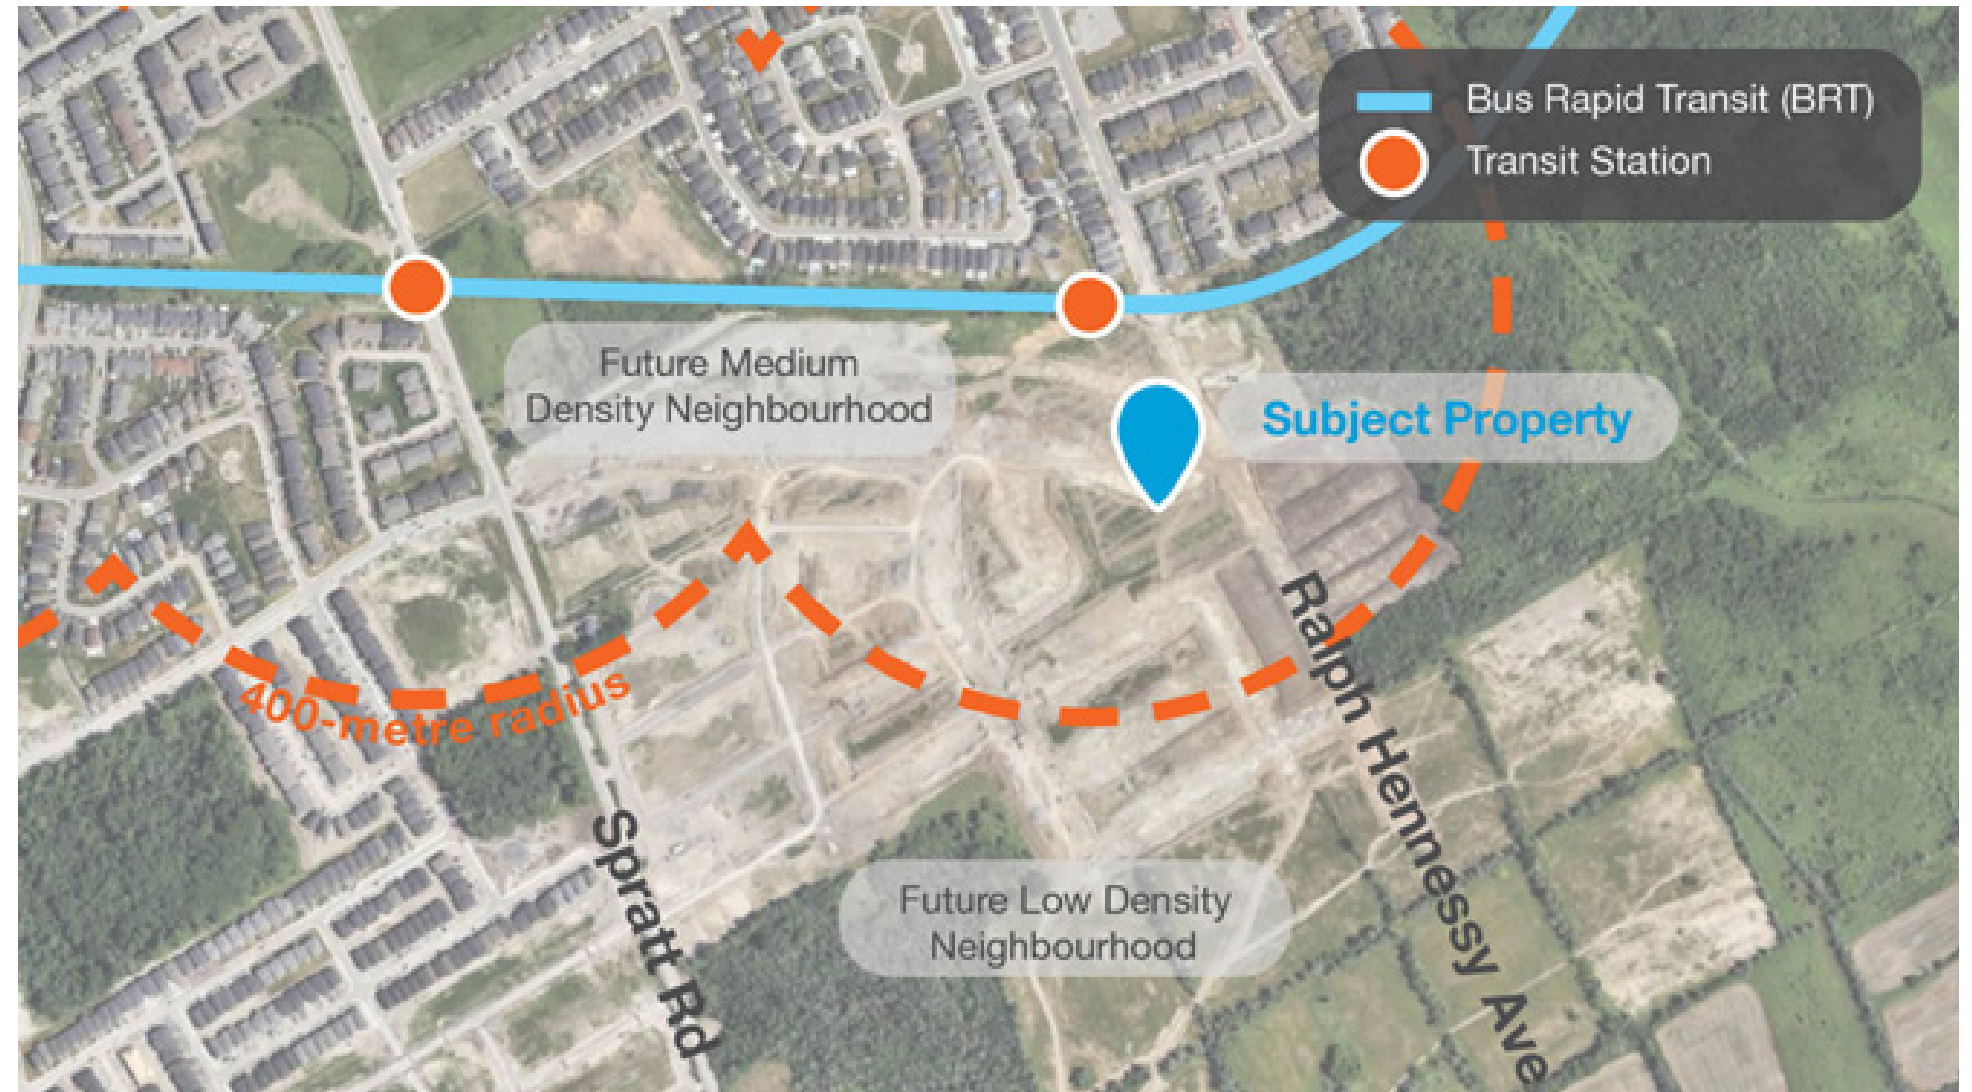 Bus Rapid Transit (BRT)
Transit Station
Future Medium
Density Neighbourhood
Subject Property
400-metre radius
Ralph Hennessy Ave
Spratt Rd
Future Low Density
Neighbourhood